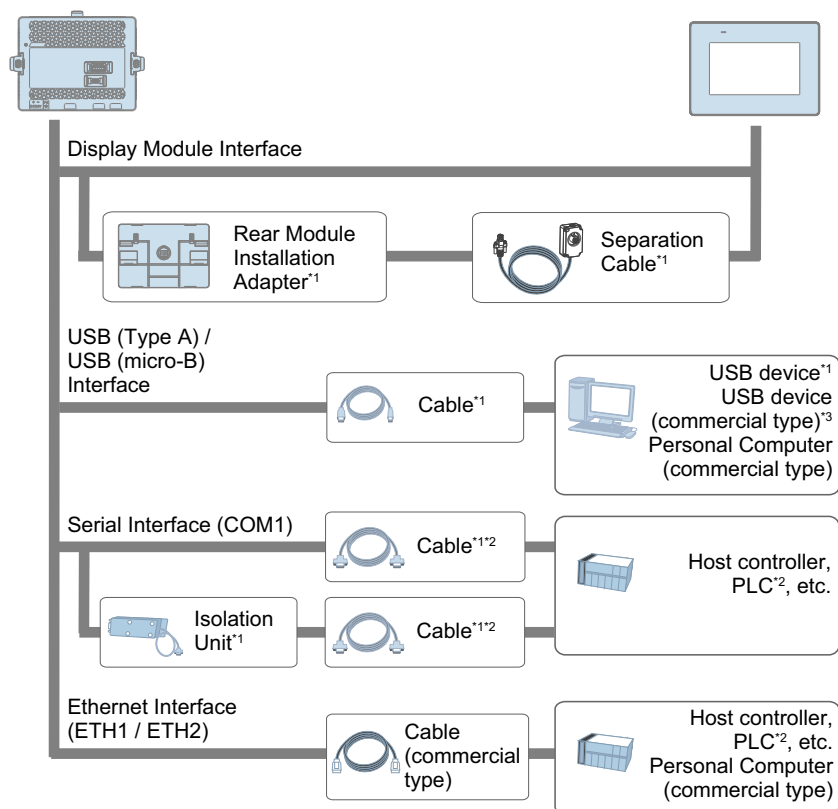 Display Module Interface
Rear Module
Installation
Adapter*1
Separation
Cable*1
USB (Type A) /
USB (micro-B)
Interface
Cable*1
USB device*1
USB device
(commercial type)*3
Personal Computer
(commercial type)
Serial Interface (COM1)
Cable*1*2
Host controller,
PLC*2, etc.
Isolation
Unit*1
Cable*1*2
Ethernet Interface
(ETH1 / ETH2)
Cable
(commercial
type)
Host controller,
PLC*2, etc.
Personal Computer
(commercial type)